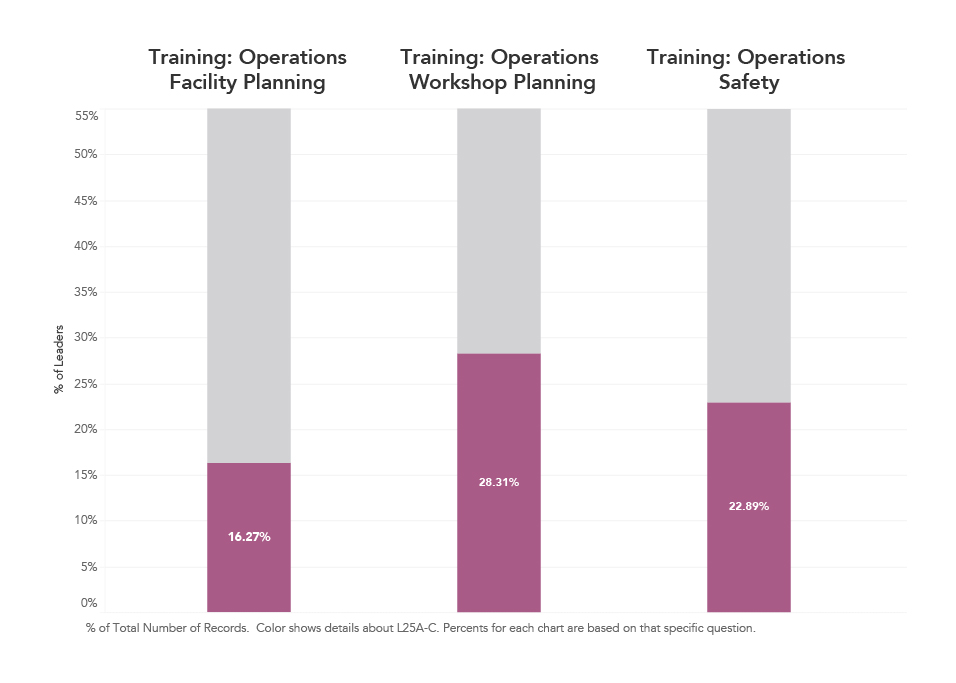 Training: Operations
Facility Planning
Training: Operations
Workshop Planning
Training: Operations
Safety
55%
50%
45%
40%
35%
30%
25%
20%
15%
10%
5%
0%
% of Leaders
16.27%
28.31%
22.89%
% of Total Number of Records.  Color shows details about L25A-C. Percents for each chart are based on that specific question.